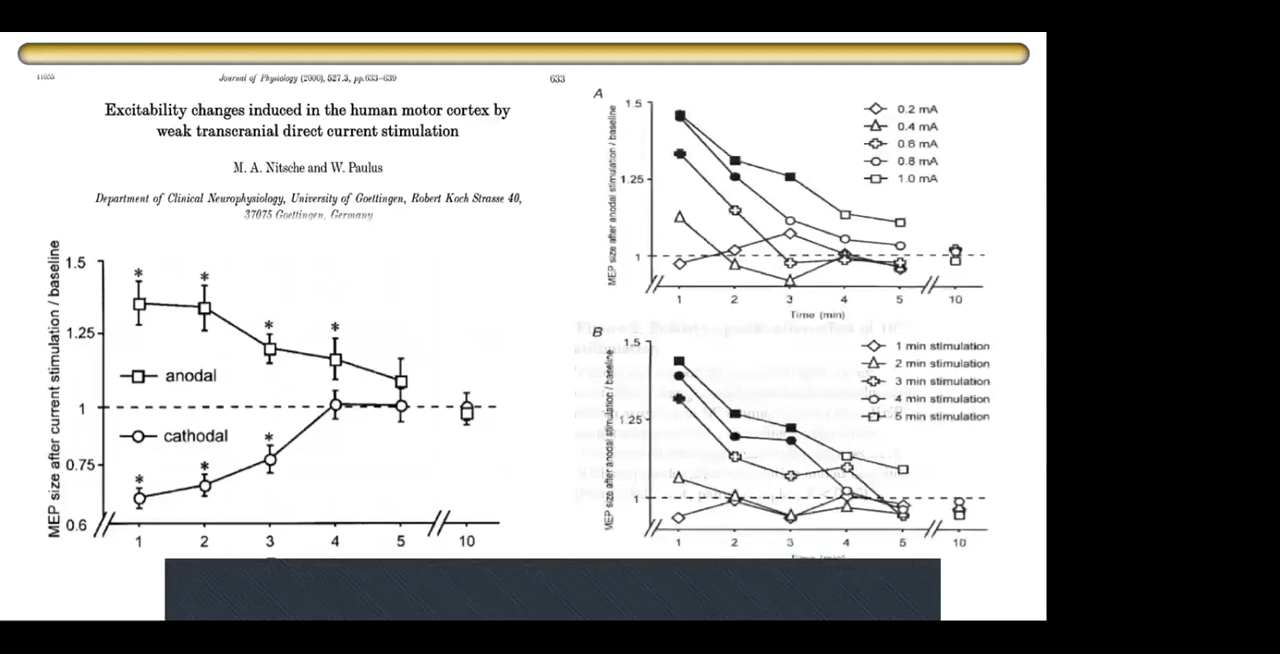 11055
Journal of Physiology (2000), 527.3, pp.633–639
633
Excitability changes induced in the human motor cortex by
weak transcranial direct current stimulation
M. A. Nitsche and W. Paulus
Department of Clinical Neurophysiology, University of Goettingen, Robert Koch Strasse 40,
37075 Goettingen, Germany
MEP size after current stimulation / baseline
1.5
1.25
1
0.75
0.6
* * * *
anodal
cathodal
* * *
1 2 3 4 5 10
A
MEP size after anodal stimulation / baseline
1.5
1.25
1
0.2 mA
0.4 mA
0.6 mA
0.8 mA
1.0 mA
1 2 3 4 5 10
Time (min)
B
MEP size after anodal stimulation / baseline
1.5
1.25
1
1 min stimulation
2 min stimulation
3 min stimulation
4 min stimulation
5 min stimulation
1 2 3 4 5 10